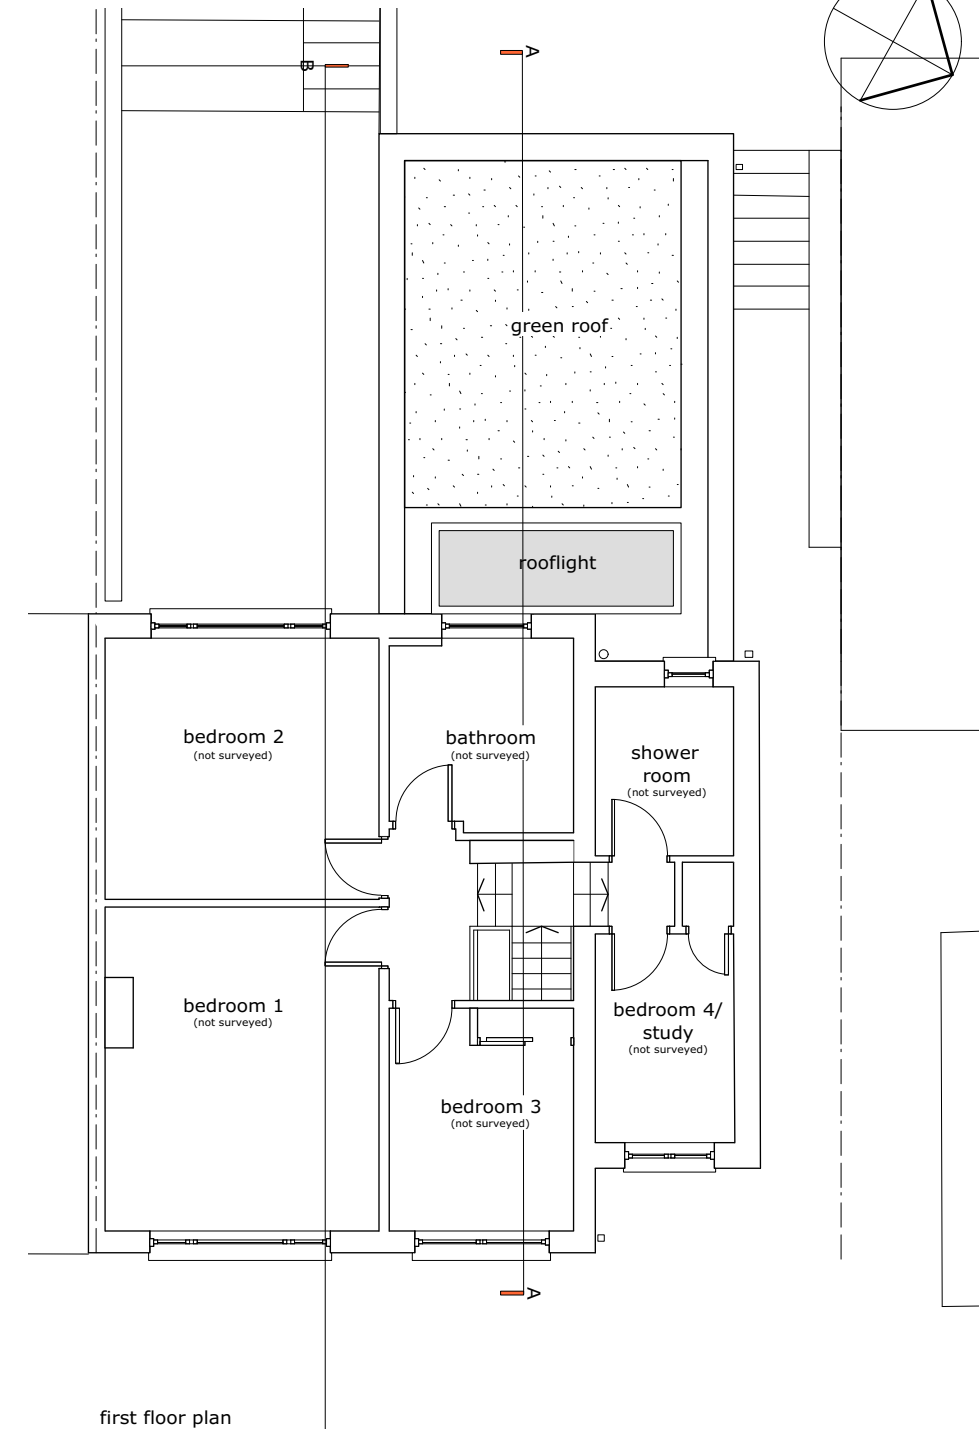 A
B
green roof
rooflight
bedroom 2
(not surveyed)
bathroom
(not surveyed)
shower
room
(not surveyed)
bedroom 1
(not surveyed)
bedroom 4/
study
(not surveyed)
bedroom 3
(not surveyed)
A
first floor plan